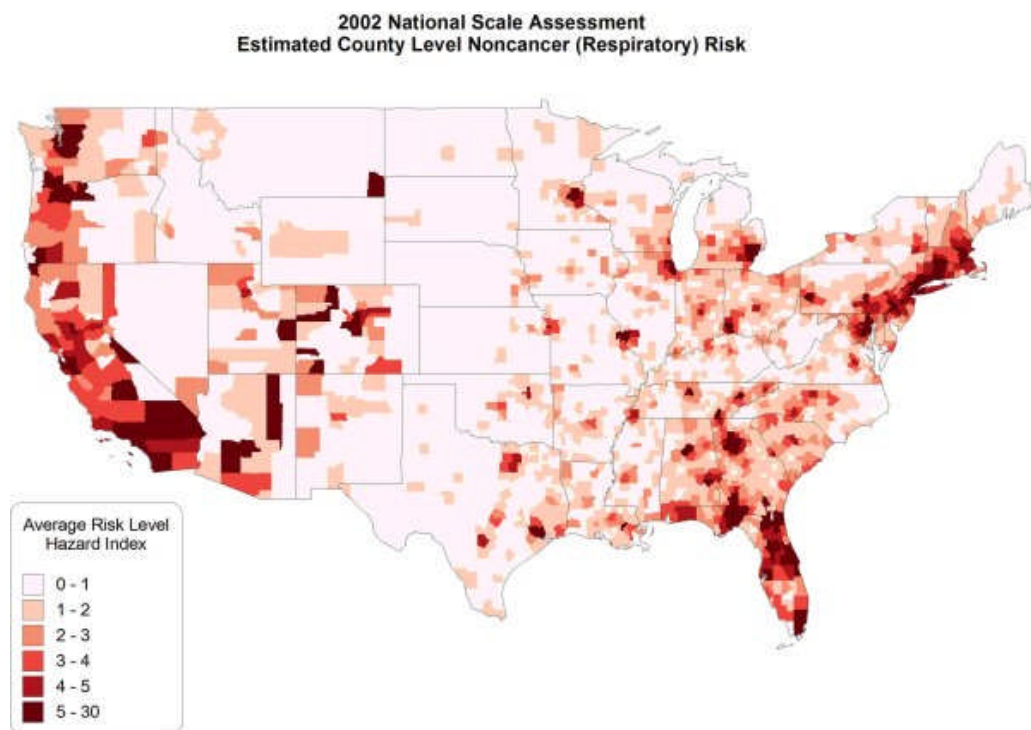 2002 National Scale Assessment
Estimated County Level Noncancer (Respiratory) Risk
Average Risk Level
Hazard Index
0 - 1
1 - 2
2 - 3
3 - 4
4 - 5
5 - 30